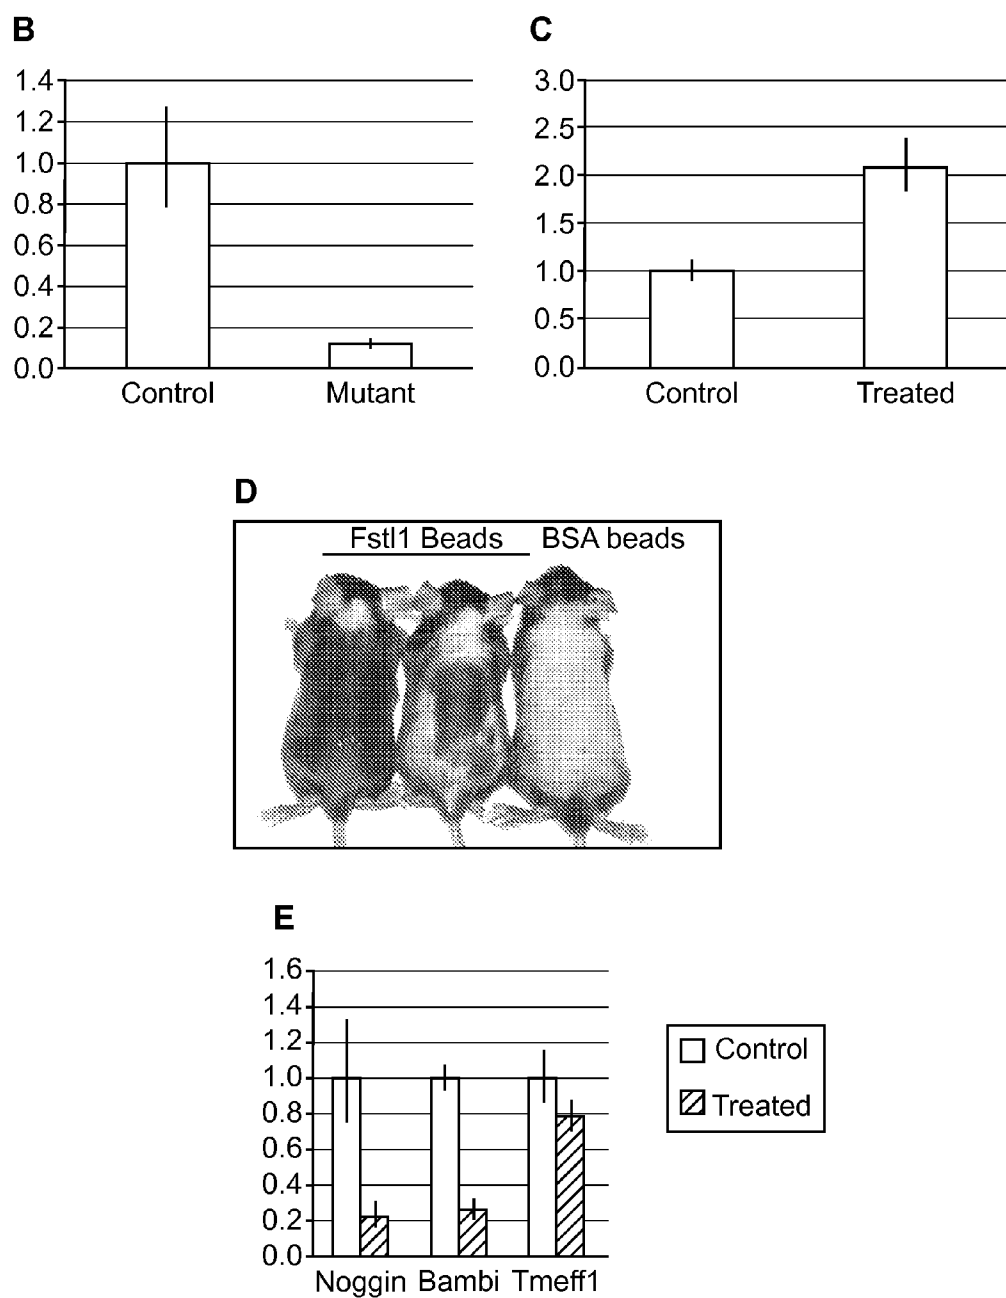 B
1.4
1.2
1.0
0.8
0.6
0.4
0.2
0.0
Control Mutant
C
3.0
2.5
2.0
1.5
1.0
0.5
0.0
Control Treated
D
Fstl1 Beads BSA beads
E
1.6
1.4
1.2
1.0
0.8
0.6
0.4
0.2
0.0
Noggin Bambi Tmeff1
Control
Treated